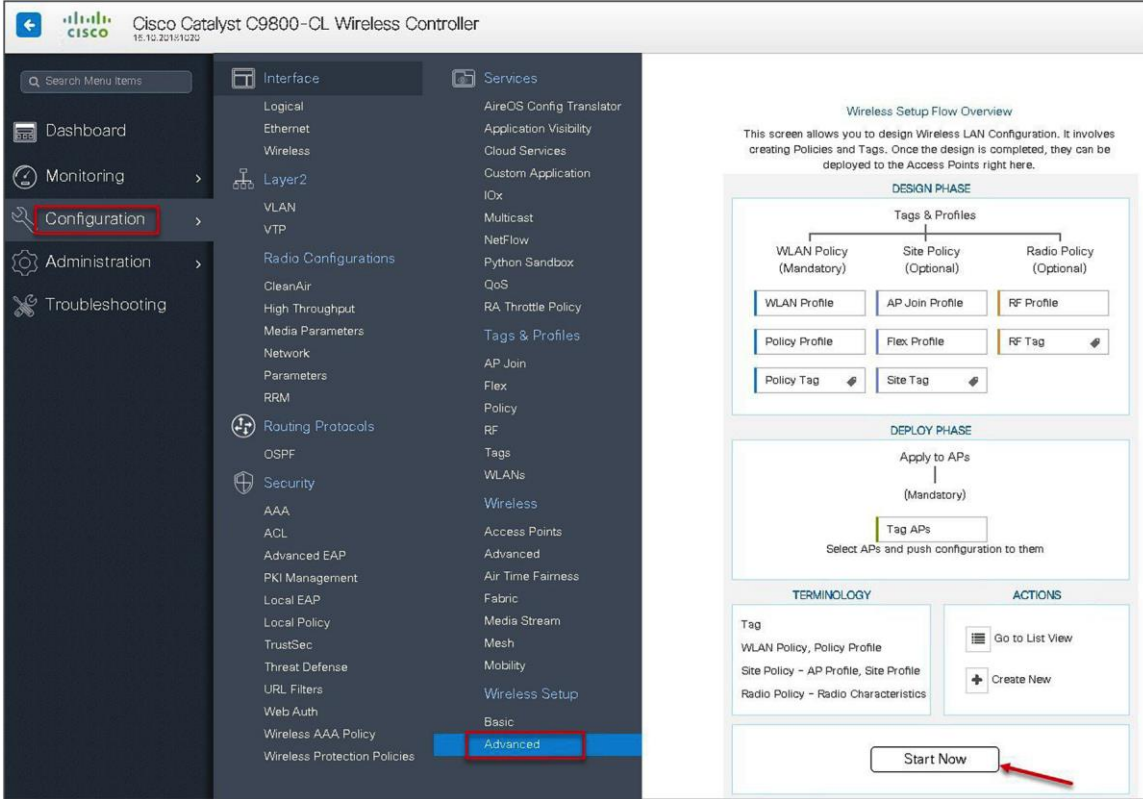 CISCO
Cisco Catalyst C9800-CL Wireless Controller
16.10.20181020
Search Menu Items
Dashboard
Monitoring
Configuration
Administration
Troubleshooting
Interface
Logical
Ethernet
Wireless
Layer2
VLAN
VTP
Radio Configurations
CleanAir
High Throughput
Media Parameters
Network
Parameters
RRM
Routing Protocols
OSPF
Security
AAA
ACL
Advanced EAP
PKI Management
Local EAP
Local Policy
TrustSec
Threat Defense
URL Filters
Web Auth
Wireless AAA Policy
Wireless Protection Policies
Services
AireOS Config Translator
Application Visibility
Cloud Services
Custom Application
IOx
Multicast
NetFlow
Python Sandbox
QoS
RA Throttle Policy
Tags & Profiles
AP Join
Flex
Policy
RF
Tags
WLANs
Wireless
Access Points
Advanced
Air Time Fairness
Fabric
Media Stream
Mesh
Mobility
Wireless Setup
Basic
Advanced
Wireless Setup Flow Overview
This screen allows you to design Wireless LAN Configuration. It involves
creating Policies and Tags. Once the design is completed, they can be
deployed to the Access Points right here.
DESIGN PHASE
Tags & Profiles
WLAN Policy
(Mandatory)
Site Policy
(Optional)
Radio Policy
(Optional)
WLAN Profile
AP Join Profile
RF Profile
Policy Profile
Flex Profile
RF Tag
Policy Tag
Site Tag
DEPLOY PHASE
Apply to APs
(Mandatory)
Tag APs
Select APs and push configuration to them
TERMINOLOGY
Tag
WLAN Policy, Policy Profile
Site Policy - AP Profile, Site Profile
Radio Policy - Radio Characteristics
ACTIONS
Go to List View
Create New
Start Now